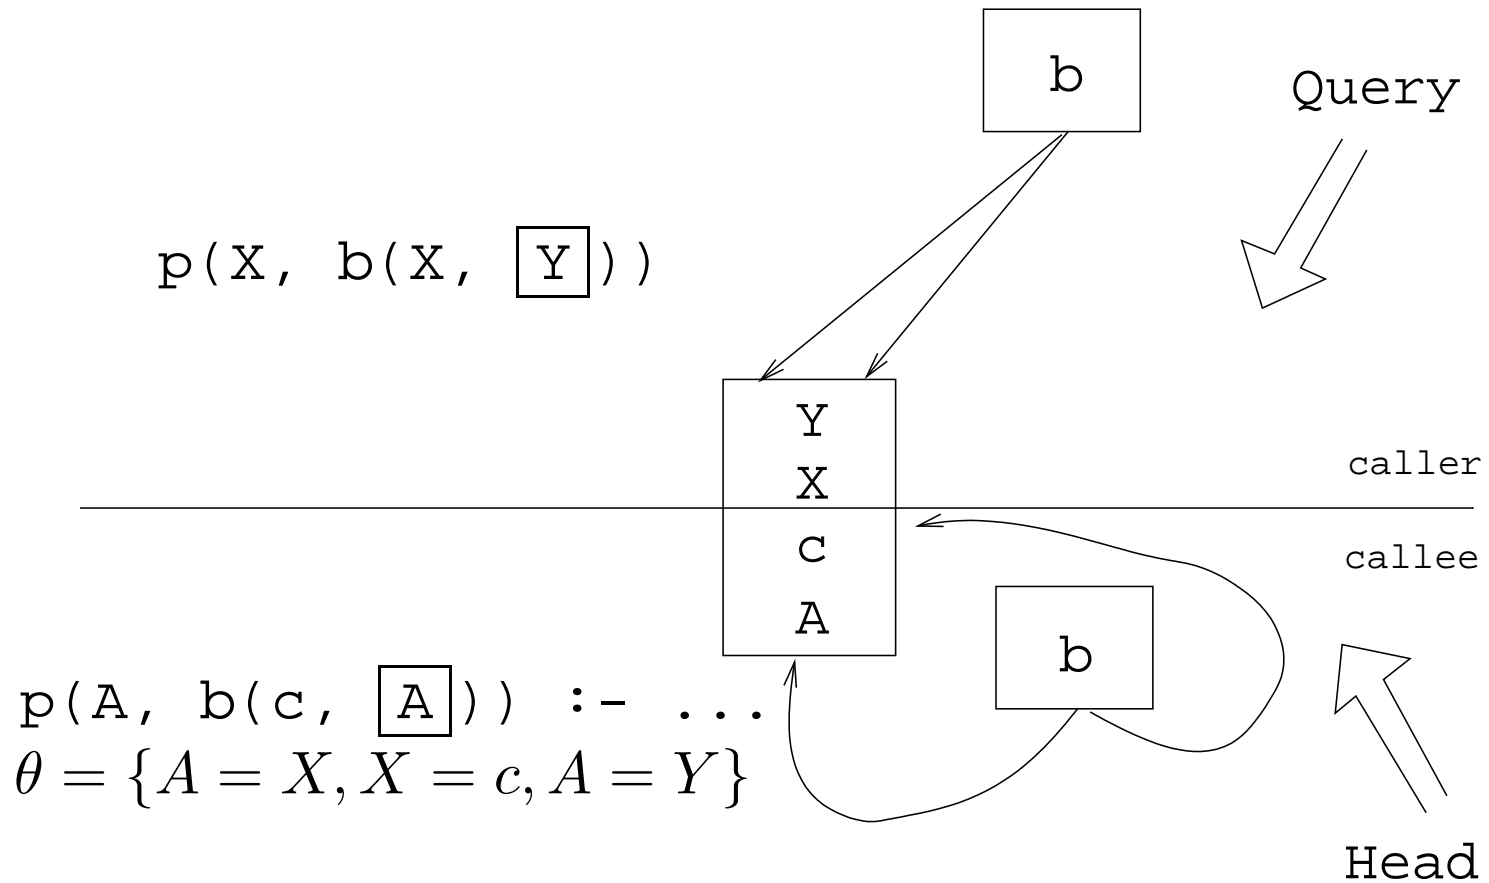 b
Query
p(X, b(X, Y))
Y
X
caller
c
callee
A
b
p(A, b(c, A)) :- ...
θ = {A = X, X = c, A = Y}
Head